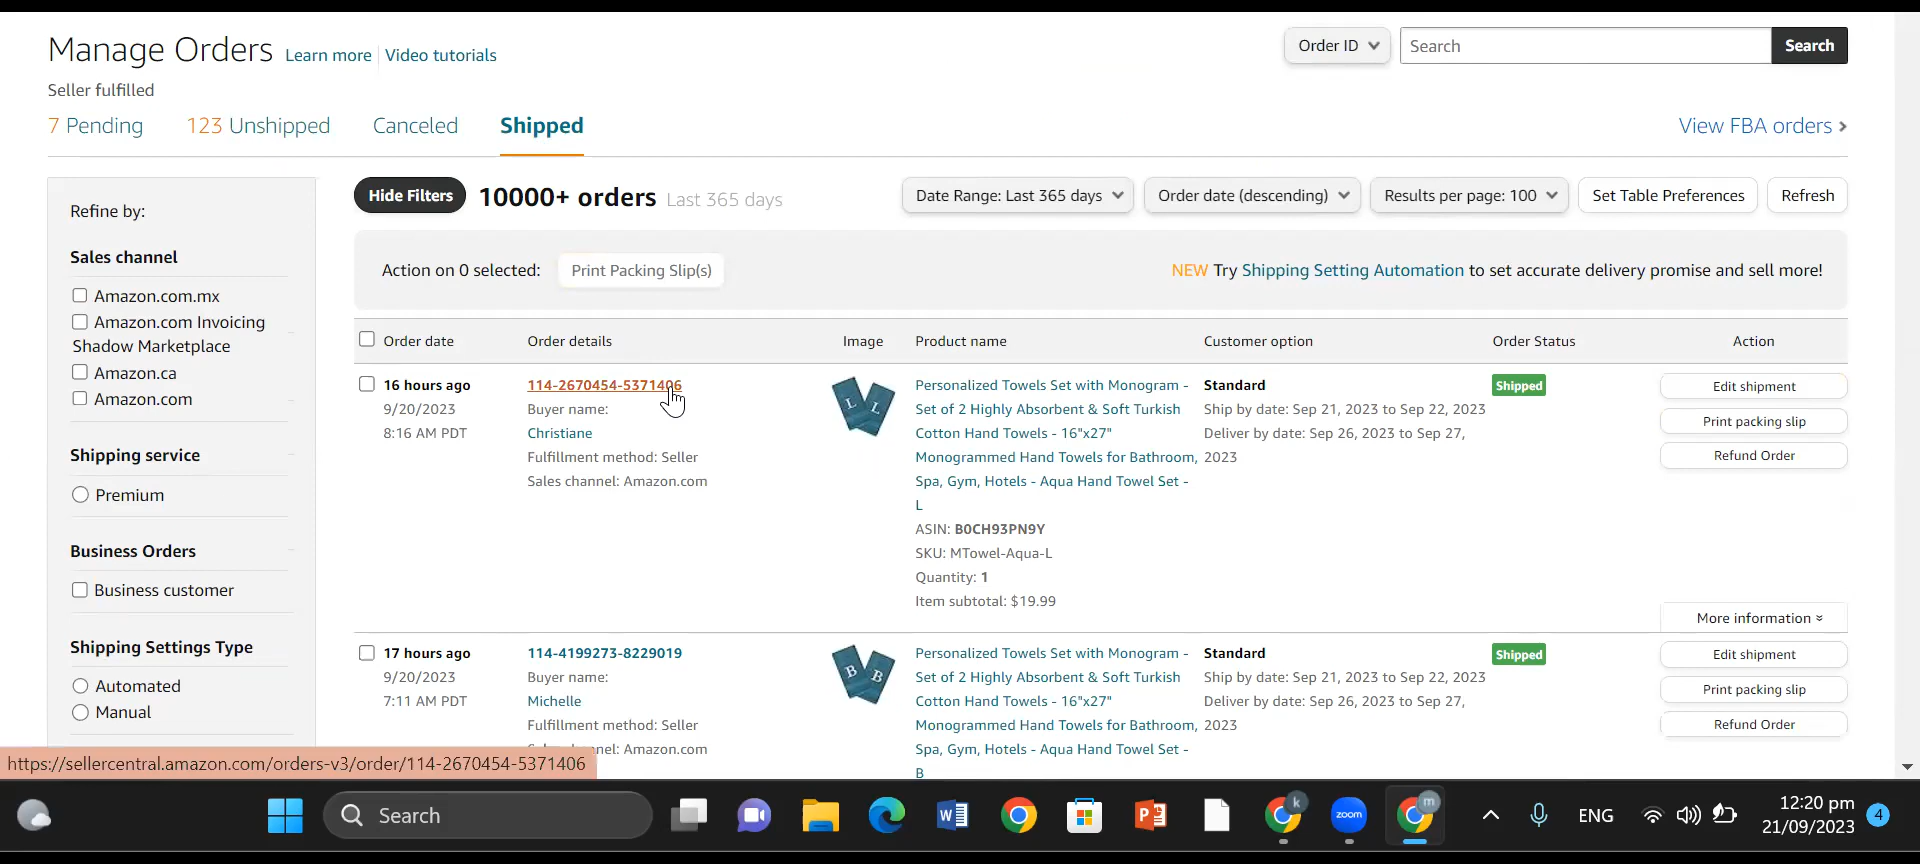 Manage Orders Learn more Video tutorials
Order ID Search Search
Seller fulfilled
7 Pending 123 Unshipped Canceled Shipped View FBA orders
Refine by:
Sales channel
Amazon.com.mx
Amazon.com Invoicing
Shadow Marketplace
Amazon.ca
Amazon.com
Shipping service
Premium
Business Orders
Business customer
Shipping Settings Type
Automated
Manual
Hide Filters 10000+ orders Last 365 days Date Range: Last 365 days Order date (descending) Results per page: 100 Set Table Preferences Refresh
Action on 0 selected: Print Packing Slip(s) NEW Try Shipping Setting Automation to set accurate delivery promise and sell more!
Order date Order details Image Product name Customer option Order Status Action
16 hours ago
9/20/2023
8:16 AM PDT
114-2670454-5371406
Buyer name:
Christiane
Fulfillment method: Seller
Sales channel: Amazon.com
L L
Personalized Towels Set with Monogram -
Set of 2 Highly Absorbent & Soft Turkish
Cotton Hand Towels - 16"x27"
Monogrammed Hand Towels for Bathroom,
Spa, Gym, Hotels - Aqua Hand Towel Set -
L
ASIN: B0CH93PN9Y
SKU: MTowel-Aqua-L
Quantity: 1
Item subtotal: $19.99
Standard
Ship by date: Sep 21, 2023 to Sep 22, 2023
Deliver by date: Sep 26, 2023 to Sep 27,
2023
Shipped
Edit shipment
Print packing slip
Refund Order
More information
17 hours ago
9/20/2023
7:11 AM PDT
114-4199273-8229019
Buyer name:
Michelle
Fulfillment method: Seller
Amazon.com
B B
Personalized Towels Set with Monogram -
Set of 2 Highly Absorbent & Soft Turkish
Cotton Hand Towels - 16"x27"
Monogrammed Hand Towels for Bathroom,
Spa, Gym, Hotels - Aqua Hand Towel Set -
B
Standard
Ship by date: Sep 21, 2023 to Sep 22, 2023
Deliver by date: Sep 26, 2023 to Sep 27,
2023
Shipped
Edit shipment
Print packing slip
Refund Order
https://sellercentral.amazon.com/orders-v3/order/114-2670454-5371406
Search W P k zoom m ENG 12:20 pm
21/09/2023 4